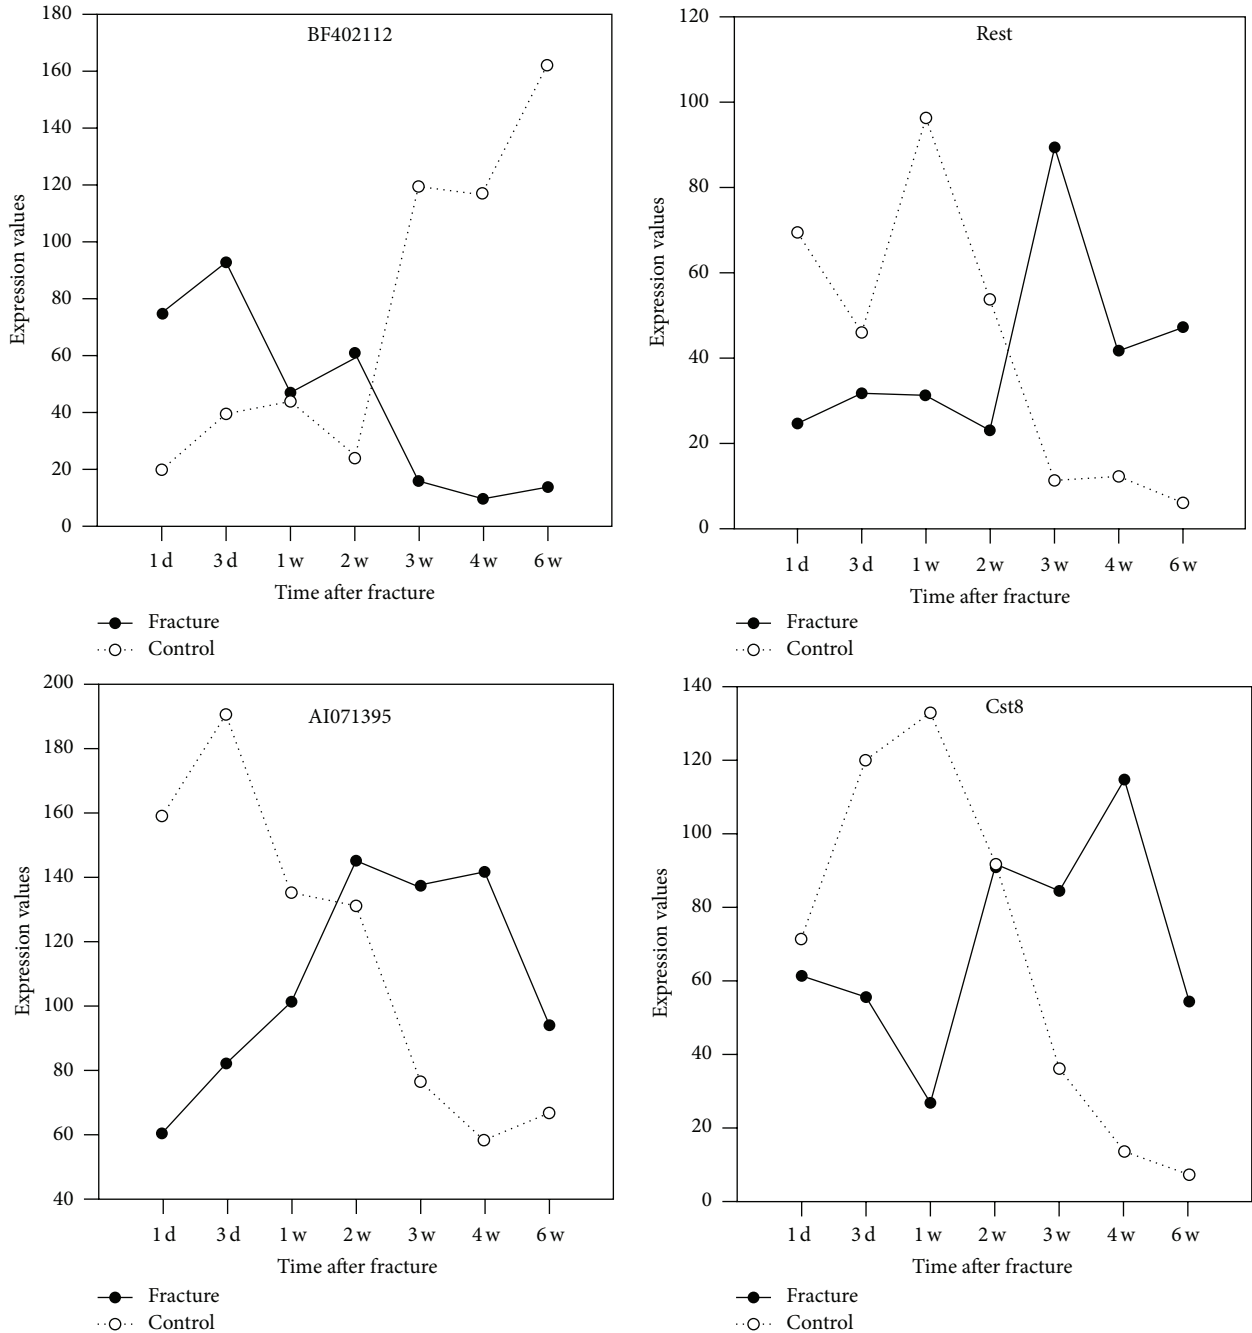 BF402112
Expression values
180
160
140
120
100
80
60
40
20
0
1 d 3 d 1 w 2 w 3 w 4 w 6 w
Time after fracture
Fracture
Control
Rest
Expression values
120
100
80
60
40
20
0
1 d 3 d 1 w 2 w 3 w 4 w 6 w
Time after fracture
Fracture
Control
AI071395
Expression values
200
180
160
140
120
100
80
60
40
1 d 3 d 1 w 2 w 3 w 4 w 6 w
Time after fracture
Fracture
Control
Cst8
Expression values
140
120
100
80
60
40
20
0
1 d 3 d 1 w 2 w 3 w 4 w 6 w
Time after fracture
Fracture
Control